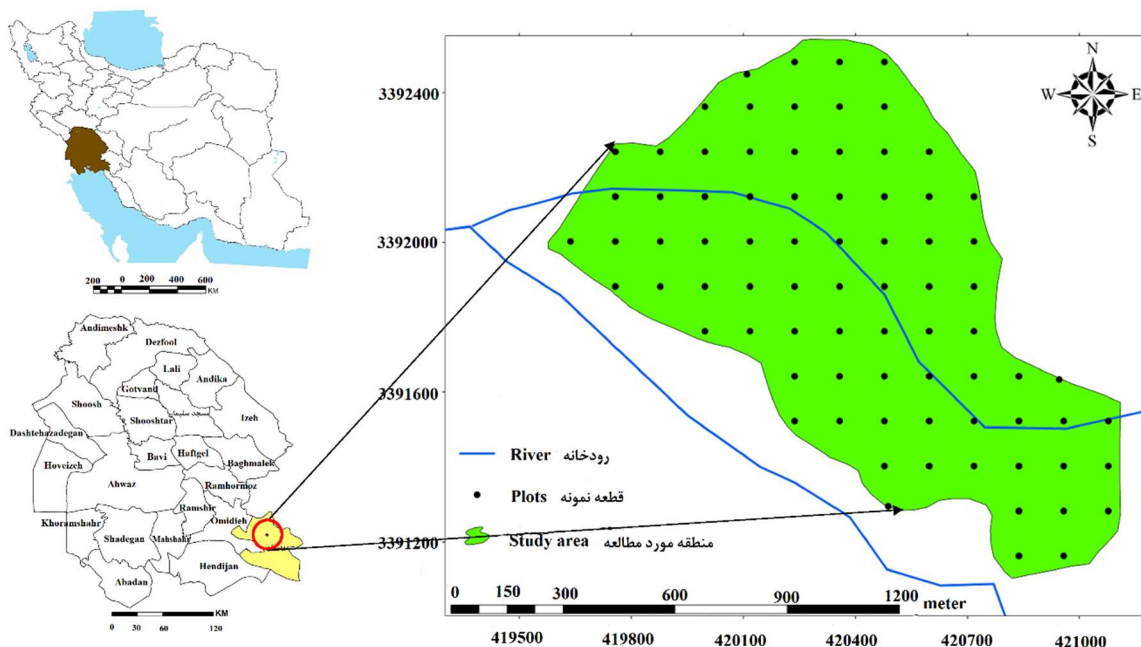 200 0 200 400 600
KM
Andimeshk
Dezfool
Lali
Andika
Gotvand
Shoosh
Shooshtar
مسجد سلیمان
Izeh
Dashtehazadegan
Bavi
Haftgel
Baghmalek
Hoveizeh
Ahwaz
Ramhormoz
Ramshir
Omidieh
Khoramshahr
Shadegan
Mahshahr
Hendijan
Abadan
KM
0 30 60 120
N
W E
S
3392400
3392000
3391600
3391200
River رودخانه
Plots قطعه نمونه
Study area منطقه مورد مطالعه
0 150 300 600 900 1200 meter
419500 419800 420100 420400 420700 421000